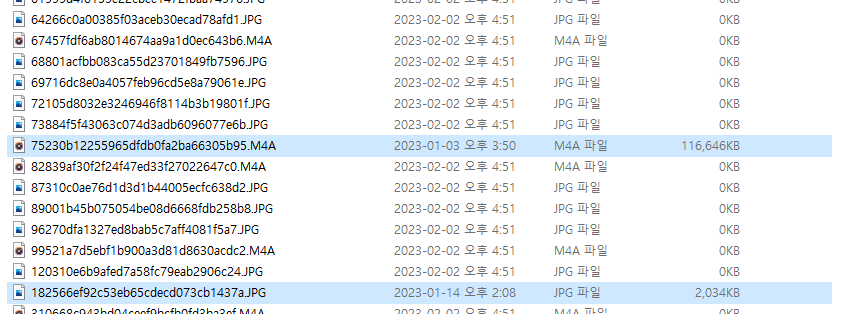 64266c0a00385f03aceb30ecad78afd1.JPG 2023-02-02 오후 4:51 JPG 파일 0KB
67457fdf6ab8014674aa9a1d0ec643b6.M4A 2023-02-02 오후 4:51 M4A 파일 0KB
68801acfbb083ca55d23701849fb7596.JPG 2023-02-02 오후 4:51 JPG 파일 0KB
69716dc8e0a4057feb96cd5e8a79061e.JPG 2023-02-02 오후 4:51 JPG 파일 0KB
72105d8032e3246946f8114b3b19801f.JPG 2023-02-02 오후 4:51 JPG 파일 0KB
73884f5f43063c074d3adb6096077e6b.JPG 2023-02-02 오후 4:51 JPG 파일 0KB
75230b12255965dfdb0fa2ba66305b95.M4A 2023-01-03 오후 3:50 M4A 파일 116,646KB
82839af30f2f24f47ed33f27022647c0.M4A 2023-02-02 오후 4:51 M4A 파일 0KB
87310c0ae76d1d3d1b44005ecfc638d2.JPG 2023-02-02 오후 4:51 JPG 파일 0KB
89001b45b075054be08d6668fdb258b8.JPG 2023-02-02 오후 4:51 JPG 파일 0KB
96270dfa1327ed8bab5c7aff4081f5a7.JPG 2023-02-02 오후 4:51 JPG 파일 0KB
99521a7d5ebf1b900a3d81d8630acdc2.M4A 2023-02-02 오후 4:51 M4A 파일 0KB
120310e6b9afed7a58fc79eab2906c24.JPG 2023-02-02 오후 4:51 JPG 파일 0KB
182566ef92c53eb65cdecd073cb1437a.JPG 2023-01-14 오후 2:08 JPG 파일 2,034KB